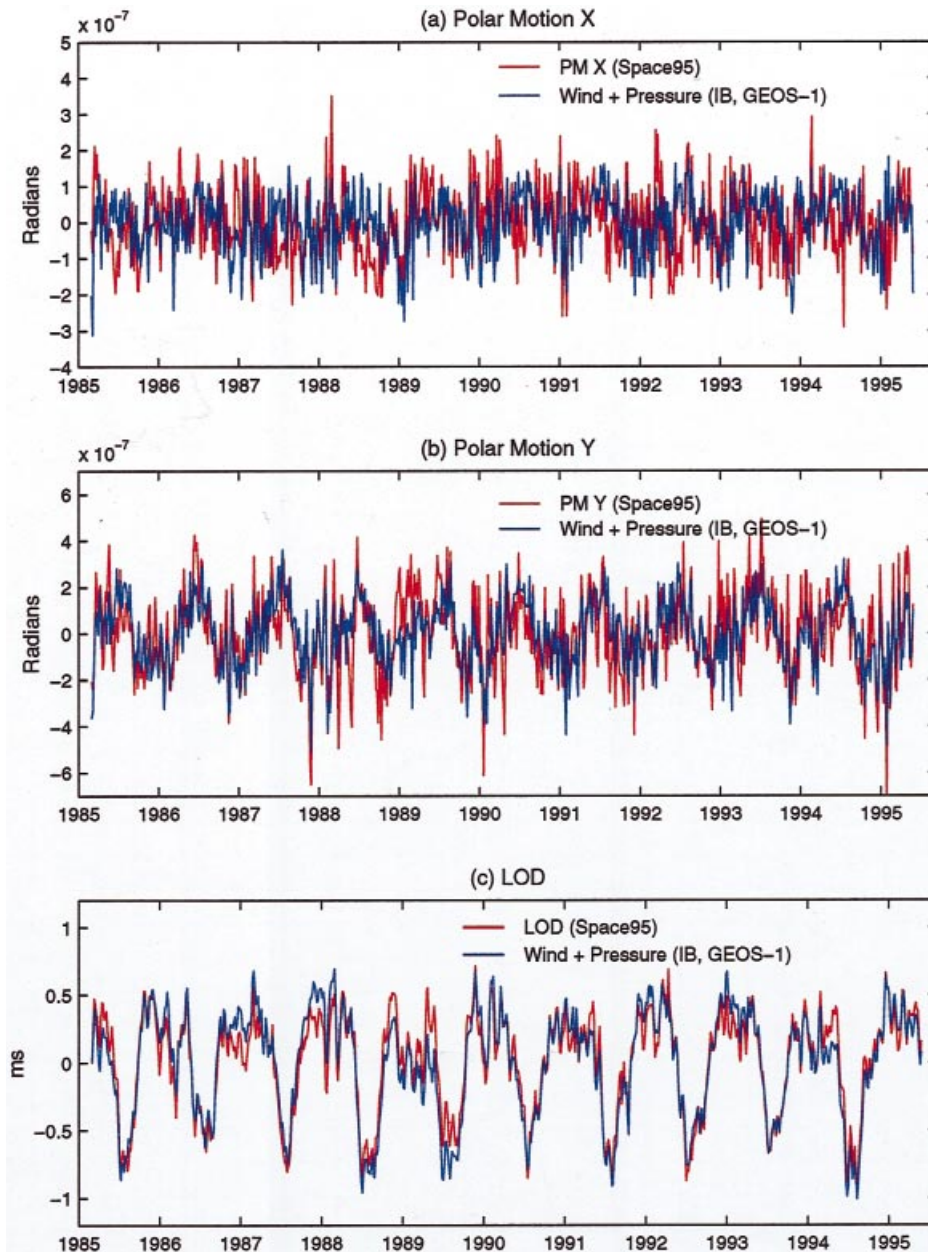 (a) Polar Motion X
x 10⁻⁷
5
4
3
2
1
0
−1
−2
−3
−4
Radians
PM X (Space95)
Wind + Pressure (IB, GEOS−1)
1985 1986 1987 1988 1989 1990 1991 1992 1993 1994 1995
(b) Polar Motion Y
x 10⁻⁷
6
4
2
0
−2
−4
−6
Radians
PM Y (Space95)
Wind + Pressure (IB, GEOS−1)
1985 1986 1987 1988 1989 1990 1991 1992 1993 1994 1995
(c) LOD
1
0.5
0
−0.5
−1
ms
LOD (Space95)
Wind + Pressure (IB, GEOS−1)
1985 1986 1987 1988 1989 1990 1991 1992 1993 1994 1995